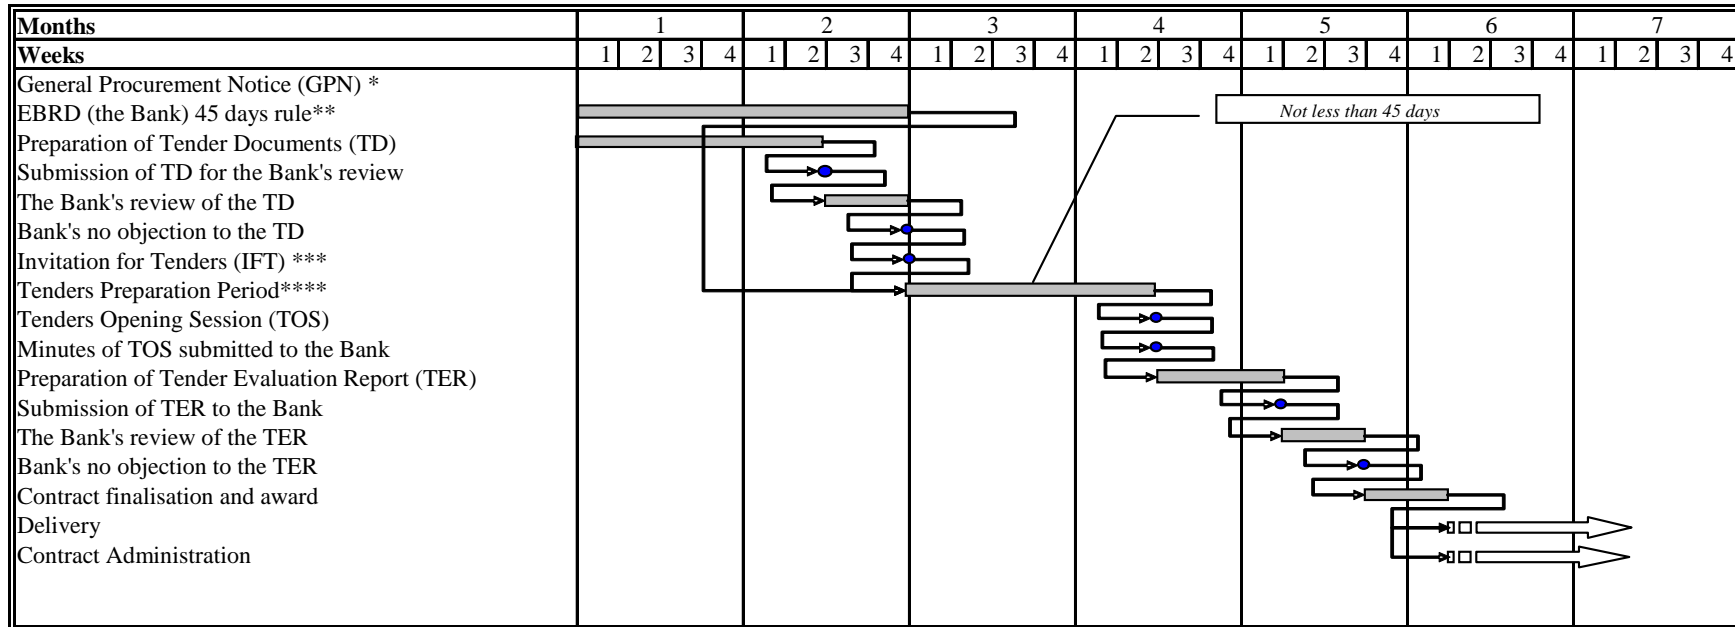 Months 1 2 3 4 5 6 7
Weeks 1 2 3 4 1 2 3 4 1 2 3 4 1 2 3 4 1 2 3 4 1 2 3 4 1 2 3 4
General Procurement Notice (GPN) *
EBRD (the Bank) 45 days rule** Not less than 45 days
Preparation of Tender Documents (TD)
Submission of TD for the Bank's review
The Bank's review of the TD
Bank's no objection to the TD
Invitation for Tenders (IFT) ***
Tenders Preparation Period****
Tenders Opening Session (TOS)
Minutes of TOS submitted to the Bank
Preparation of Tender Evaluation Report (TER)
Submission of TER to the Bank
The Bank's review of the TER
Bank's no objection to the TER
Contract finalisation and award
Delivery
Contract Administration